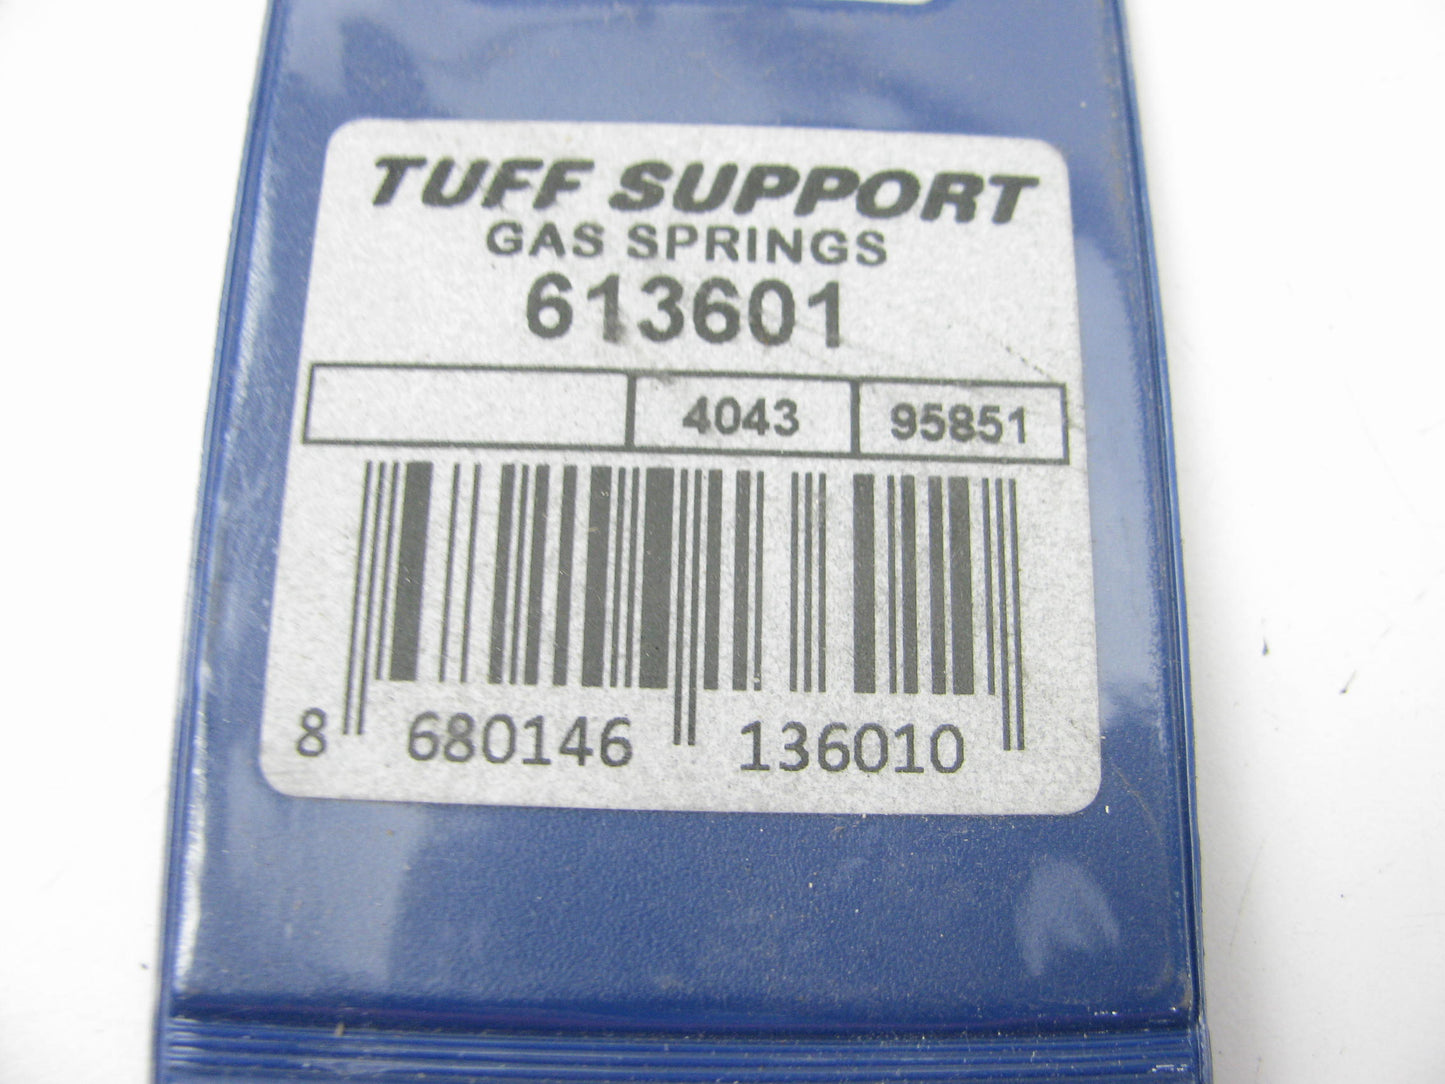 TUFF SUPPORT
GAS SPRINGS
613601
4043 95851
8 680146 136010